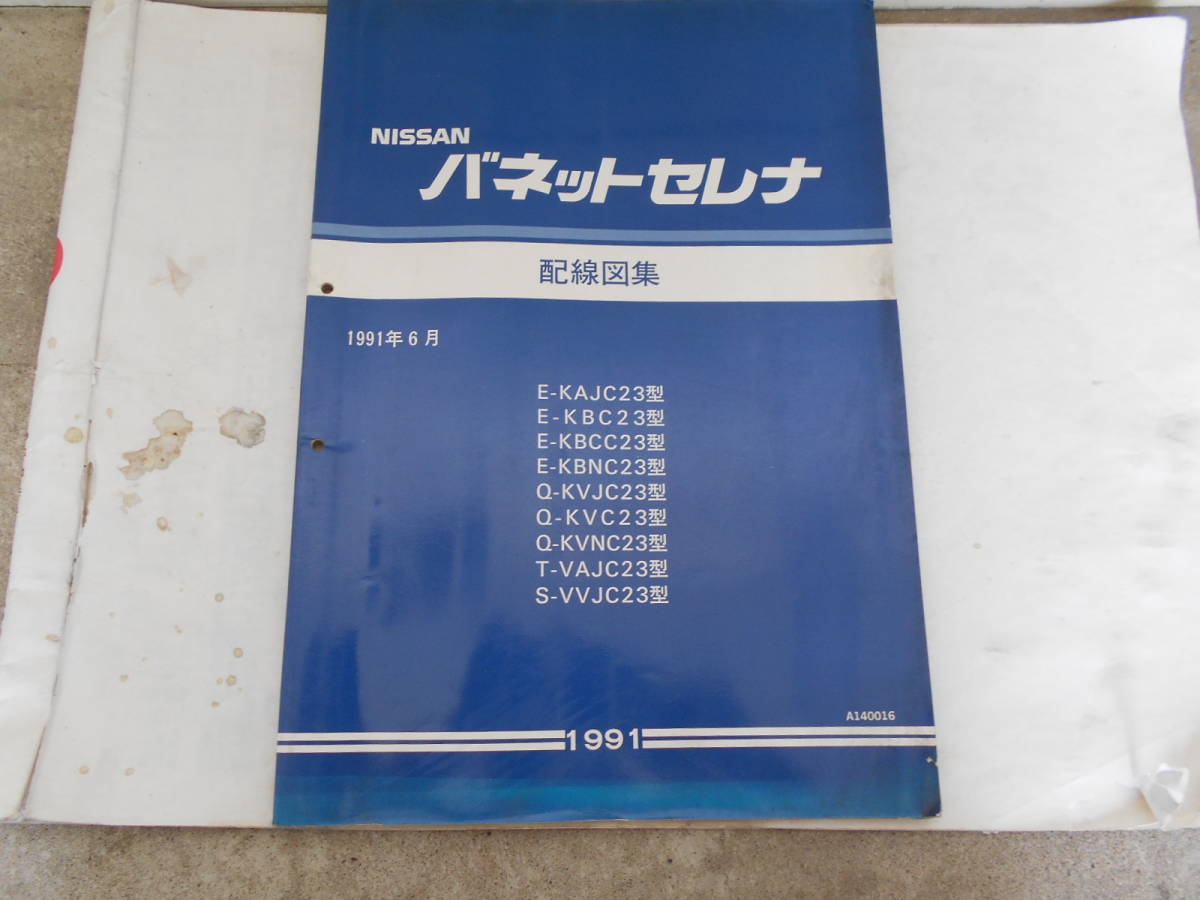 NISSAN
バネットセレナ
配線図集
1991年6月
E-KAJC23型
E-KBC23型
E-KBCC23型
E-KBNC23型
Q-KVJC23型
Q-KVC23型
Q-KVNC23型
T-VAJC23型
S-VVJC23型
A140016
1991